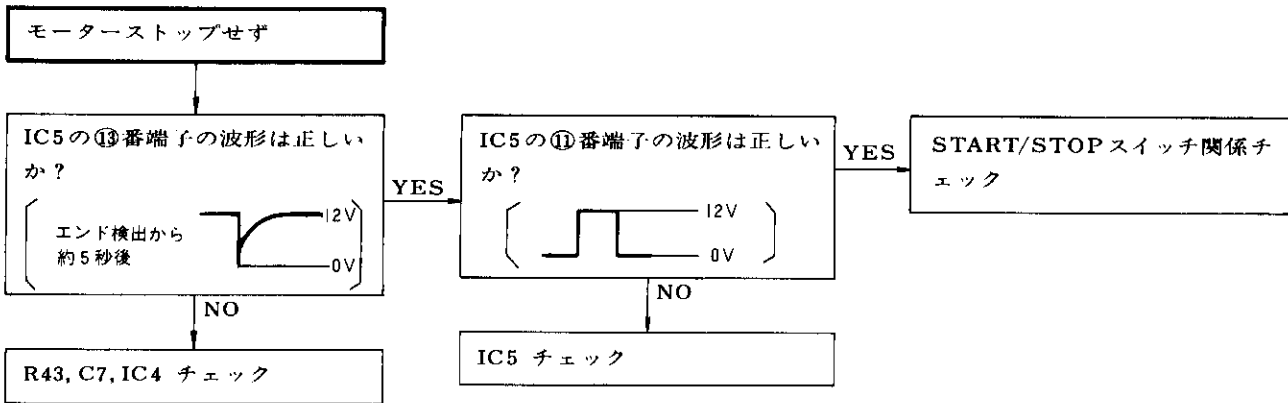 モーターストップせず
IC5の⑬番端子の波形は正しい
か?
エンド検出から
約5秒後
12V
0V
YES
IC5の⑪番端子の波形は正しい
か?
12V
0V
YES
START/STOPスイッチ関係チ
ェック
NO
R43, C7, IC4 チェック
NO
IC5 チェック